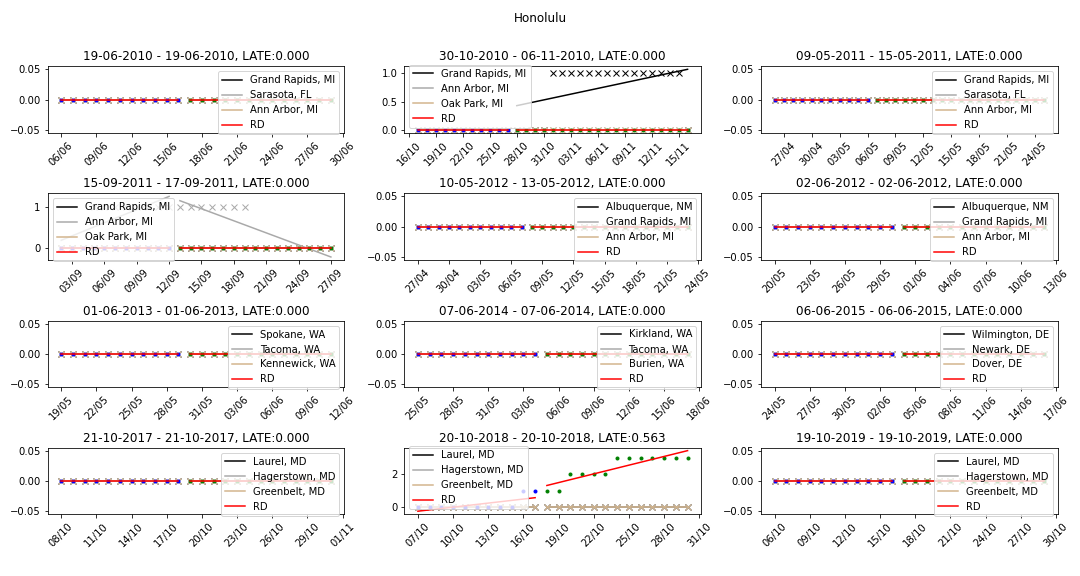 Honolulu
19-06-2010 - 19-06-2010, LATE:0.000
0.05
0.00
−0.05
Grand Rapids, MI
Sarasota, FL
Ann Arbor, MI
RD
06/06 09/06 12/06 15/06 18/06 21/06 24/06 27/06 30/06
30-10-2010 - 06-11-2010, LATE:0.000
1.0
0.5
0.0
Grand Rapids, MI
Ann Arbor, MI
Oak Park, MI
RD
16/10 19/10 22/10 25/10 28/10 31/10 03/11 06/11 09/11 12/11 15/11
09-05-2011 - 15-05-2011, LATE:0.000
0.05
0.00
−0.05
Grand Rapids, MI
Sarasota, FL
Ann Arbor, MI
RD
27/04 30/04 03/05 06/05 09/05 12/05 15/05 18/05 21/05 24/05
15-09-2011 - 17-09-2011, LATE:0.000
1
0
Grand Rapids, MI
Ann Arbor, MI
Oak Park, MI
RD
03/09 06/09 09/09 12/09 15/09 18/09 21/09 24/09 27/09
10-05-2012 - 13-05-2012, LATE:0.000
0.05
0.00
−0.05
Albuquerque, NM
Grand Rapids, MI
Ann Arbor, MI
RD
27/04 30/04 03/05 06/05 09/05 12/05 15/05 18/05 21/05 24/05
02-06-2012 - 02-06-2012, LATE:0.000
0.05
0.00
−0.05
Albuquerque, NM
Grand Rapids, MI
Ann Arbor, MI
RD
20/05 23/05 26/05 29/05 01/06 04/06 07/06 10/06 13/06
01-06-2013 - 01-06-2013, LATE:0.000
0.05
0.00
−0.05
Spokane, WA
Tacoma, WA
Kennewick, WA
RD
19/05 22/05 25/05 28/05 31/05 03/06 06/06 09/06 12/06
07-06-2014 - 07-06-2014, LATE:0.000
0.05
0.00
−0.05
Kirkland, WA
Tacoma, WA
Burien, WA
RD
25/05 28/05 31/05 03/06 06/06 09/06 12/06 15/06 18/06
06-06-2015 - 06-06-2015, LATE:0.000
0.05
0.00
−0.05
Wilmington, DE
Newark, DE
Dover, DE
RD
24/05 27/05 30/05 02/06 05/06 08/06 11/06 14/06 17/06
21-10-2017 - 21-10-2017, LATE:0.000
0.05
0.00
−0.05
Laurel, MD
Hagerstown, MD
Greenbelt, MD
RD
08/10 11/10 14/10 17/10 20/10 23/10 26/10 29/10 01/11
20-10-2018 - 20-10-2018, LATE:0.563
2
0
Laurel, MD
Hagerstown, MD
Greenbelt, MD
RD
07/10 10/10 13/10 16/10 19/10 22/10 25/10 28/10 31/10
19-10-2019 - 19-10-2019, LATE:0.000
0.05
0.00
−0.05
Laurel, MD
Hagerstown, MD
Greenbelt, MD
RD
06/10 09/10 12/10 15/10 18/10 21/10 24/10 27/10 30/10